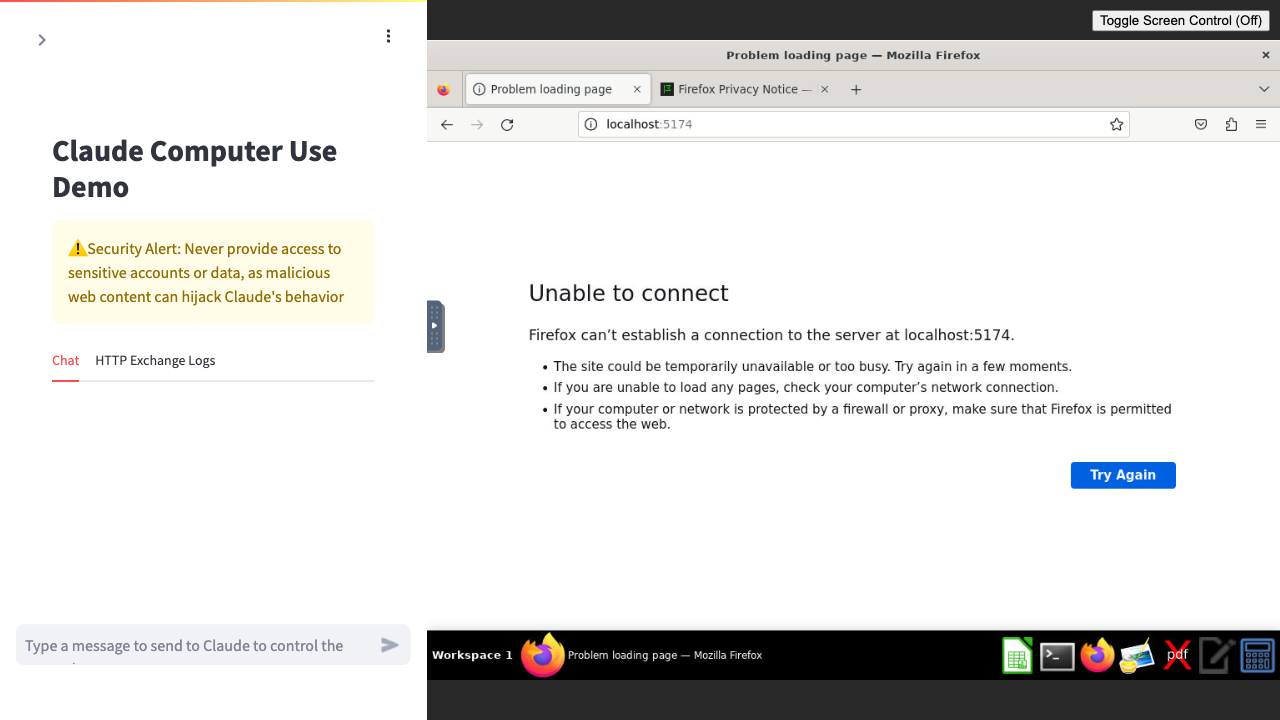 Toggle Screen Control (Off)
Claude Computer Use
Demo
Security Alert: Never provide access to
sensitive accounts or data, as malicious
web content can hijack Claude's behavior
Chat
HTTP Exchange Logs
Type a message to send to Claude to control the
Problem loading page — Mozilla Firefox
Problem loading page
Firefox Privacy Notice —
localhost:5174
Unable to connect
Firefox can’t establish a connection to the server at localhost:5174.
• The site could be temporarily unavailable or too busy. Try again in a few moments.
• If you are unable to load any pages, check your computer’s network connection.
• If your computer or network is protected by a firewall or proxy, make sure that Firefox is permitted
to access the web.
Try Again
Workspace 1
Problem loading page — Mozilla Firefox
pdf